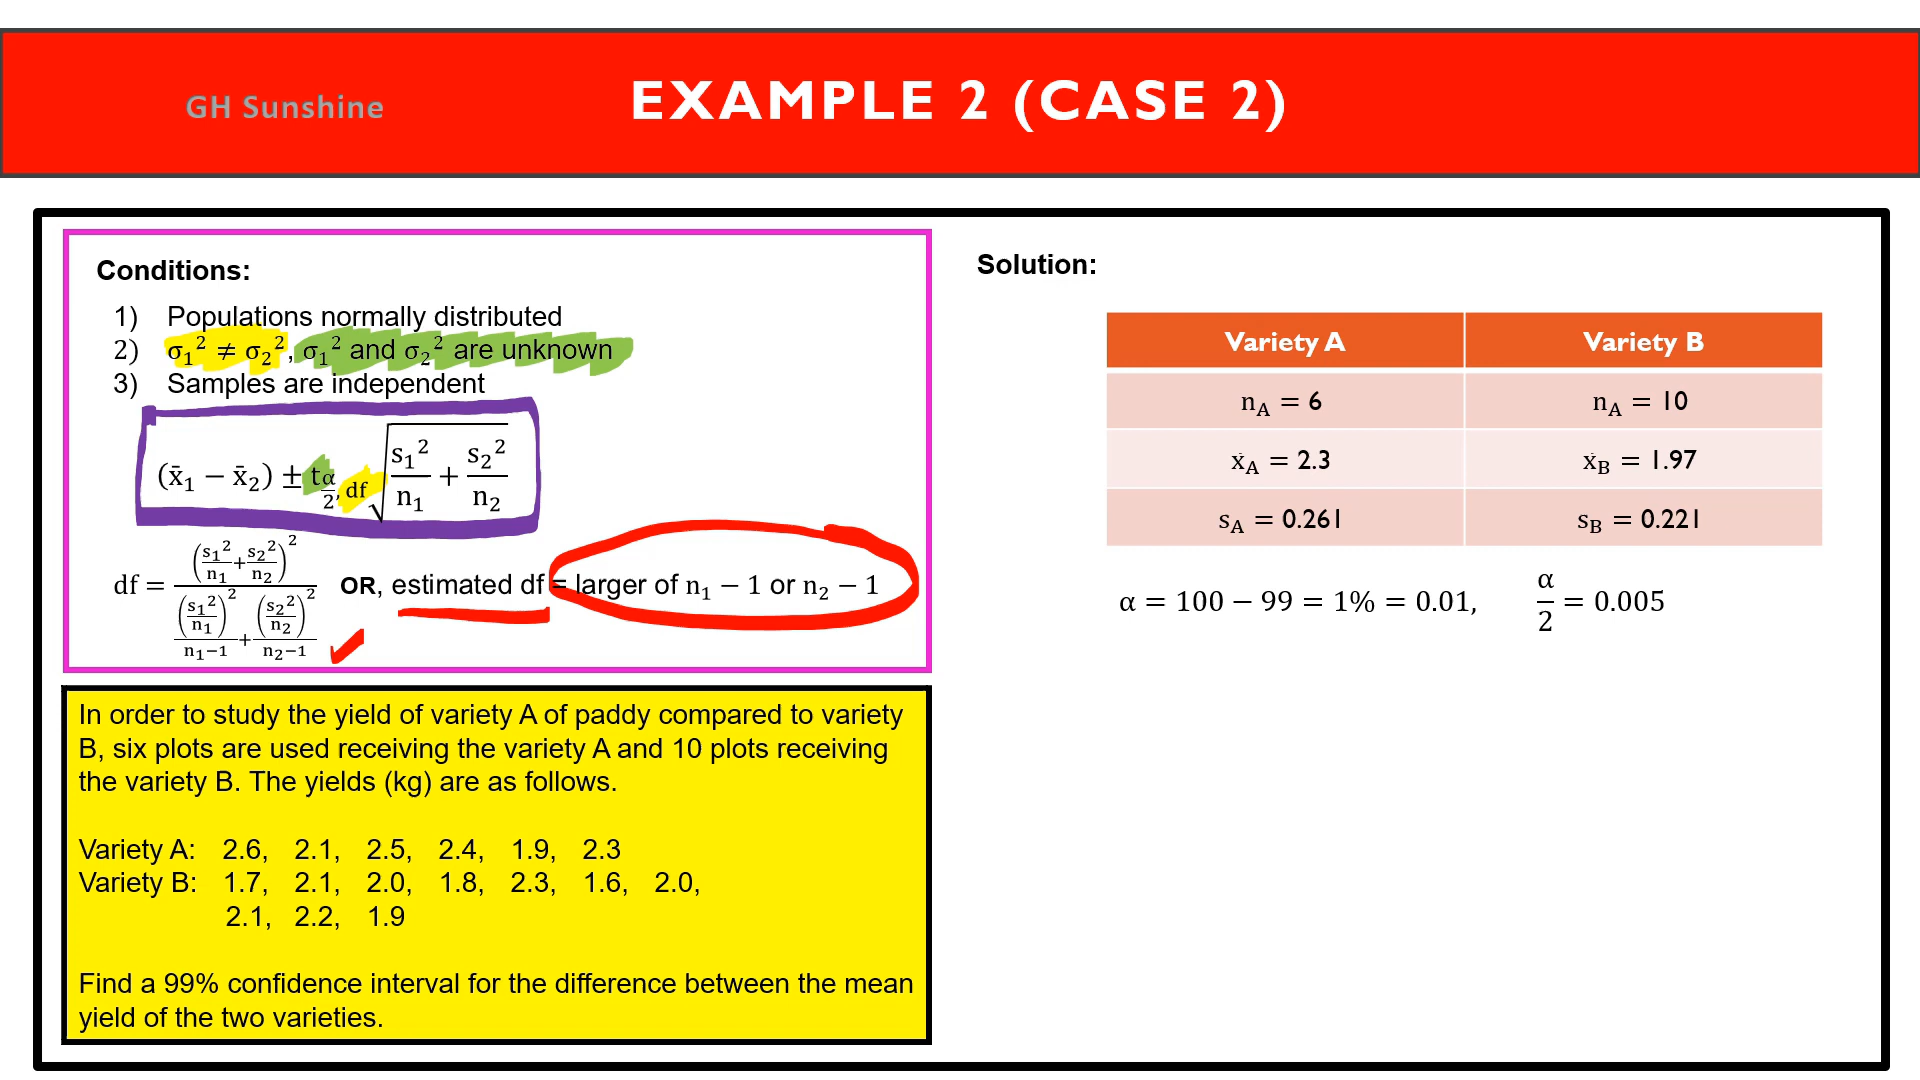 GH Sunshine
EXAMPLE 2 (CASE 2)
Conditions:
1) Populations normally distributed
2) σ₁² ≠ σ₂², σ₁² and σ₂² are unknown
3) Samples are independent
(x̄₁ − x̄₂) ± t_{α/2, df} √(s₁²/n₁ + s₂²/n₂)
df = (s₁²/n₁ + s₂²/n₂)² / ((s₁²/n₁)²/(n₁−1) + (s₂²/n₂)²/(n₂−1)) OR, estimated df = larger of n₁ − 1 or n₂ − 1
In order to study the yield of variety A of paddy compared to variety
B, six plots are used receiving the variety A and 10 plots receiving
the variety B. The yields (kg) are as follows.
Variety A: 2.6, 2.1, 2.5, 2.4, 1.9, 2.3
Variety B: 1.7, 2.1, 2.0, 1.8, 2.3, 1.6, 2.0,
2.1, 2.2, 1.9
Find a 99% confidence interval for the difference between the mean
yield of the two varieties.
Solution:
Variety A Variety B
n_A = 6 n_A = 10
x̄_A = 2.3 x̄_B = 1.97
s_A = 0.261 s_B = 0.221
α = 100 − 99 = 1% = 0.01, α/2 = 0.005